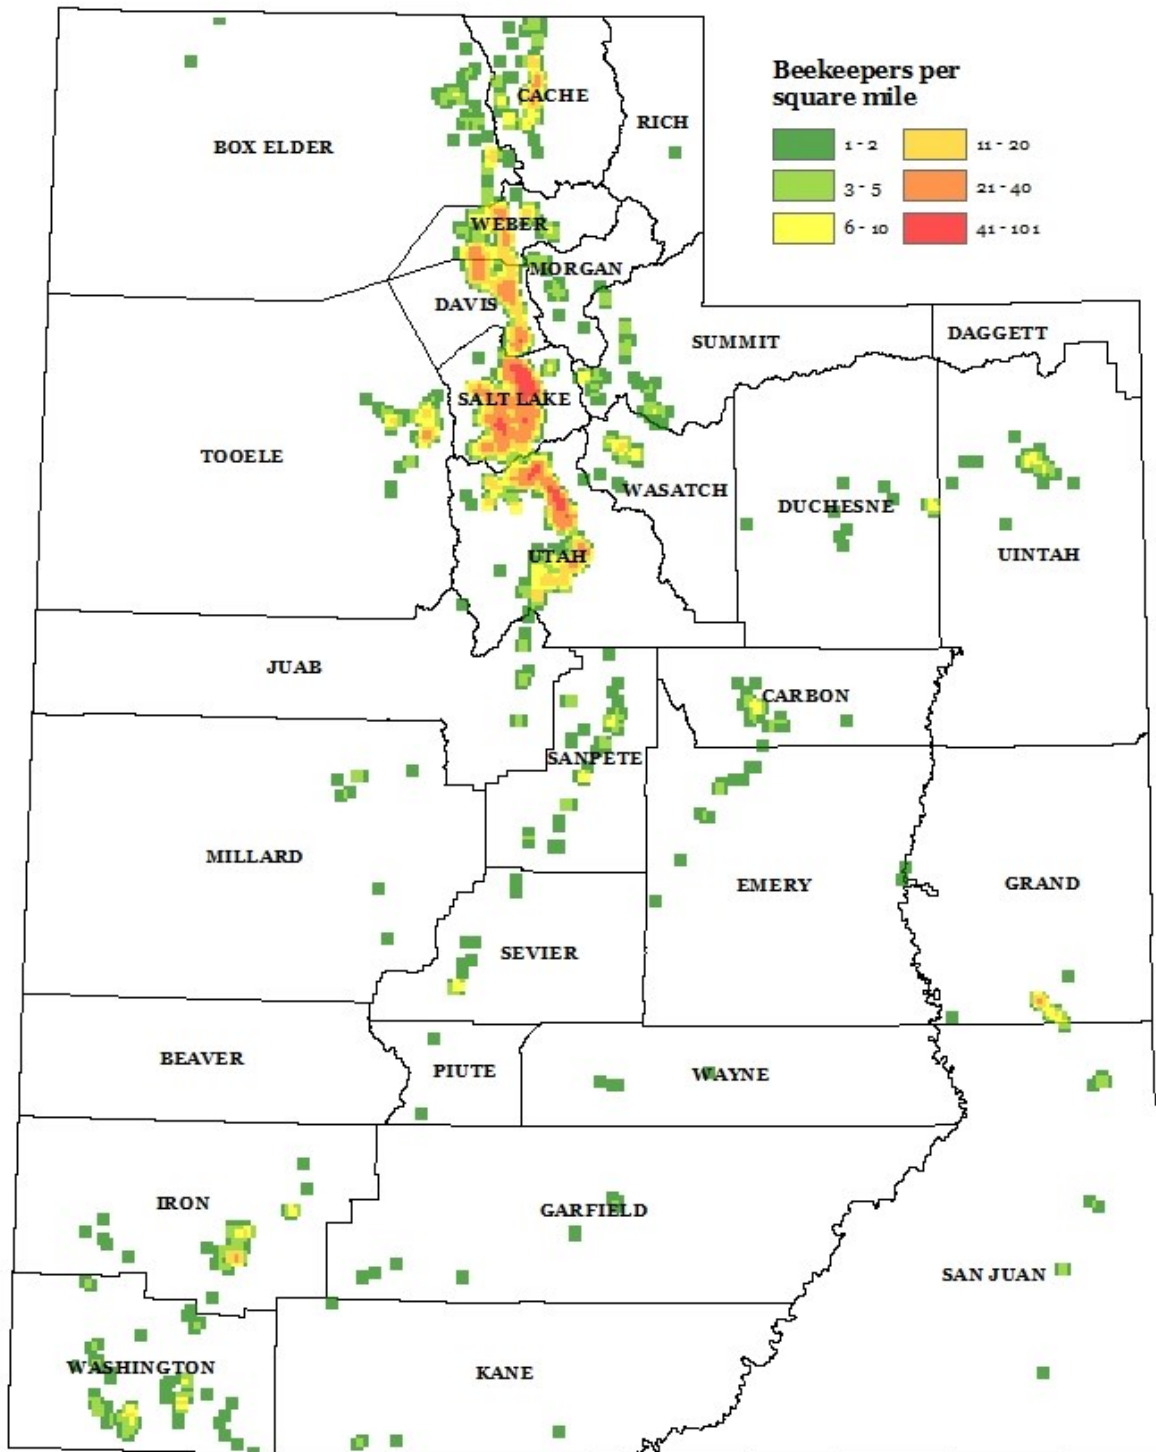 Beekeepers per
square mile
1 - 2
11 - 20
3 - 5
21 - 40
6 - 10
41 - 101
CACHE
RICH
BOX ELDER
WEBER
MORGAN
DAVIS
DAGGETT
SUMMIT
SALT LAKE
TOOELE
WASATCH
DUCHESNE
UINTAH
UTAH
JUAB
CARBON
SANPETE
MILLARD
EMERY
GRAND
SEVIER
BEAVER
PIUTE
WAYNE
IRON
GARFIELD
SAN JUAN
WASHINGTON
KANE